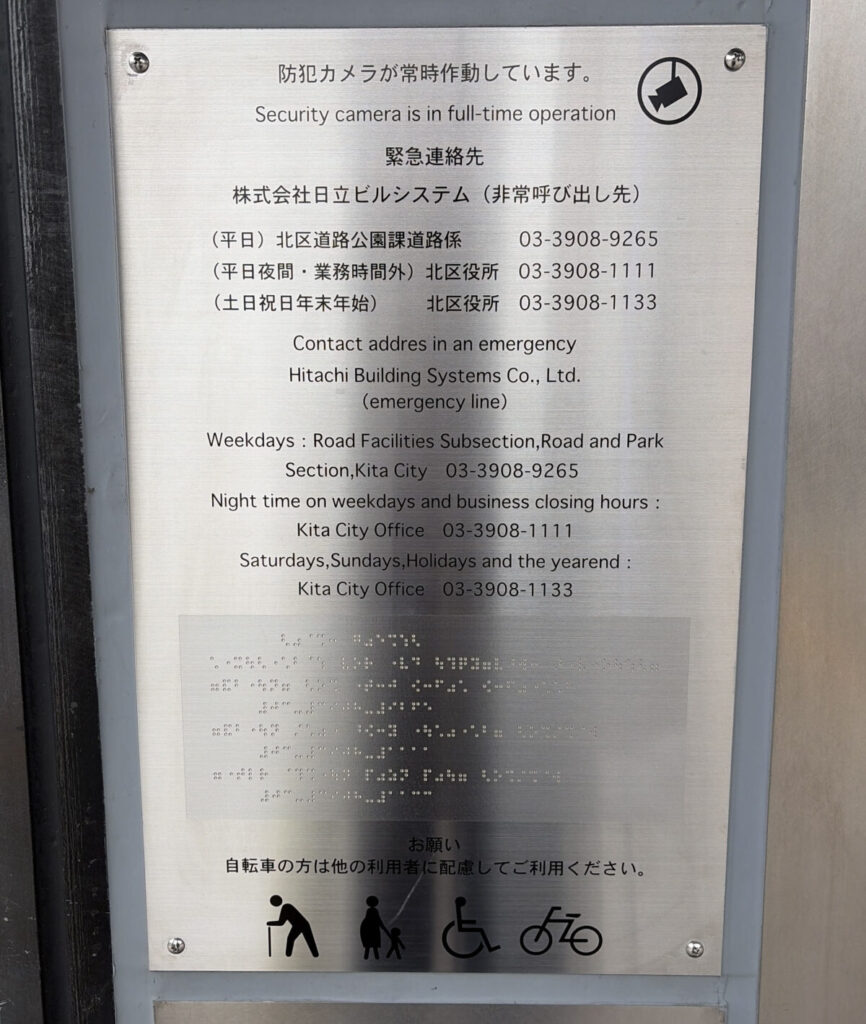 防犯カメラが常時作動しています。
Security camera is in full-time operation
緊急連絡先
株式会社日立ビルシステム（非常呼び出し先）
（平日）北区道路公園課道路係 03-3908-9265
（平日夜間・業務時間外）北区役所 03-3908-1111
（土日祝日年末年始） 北区役所 03-3908-1133
Contact addres in an emergency
Hitachi Building Systems Co., Ltd.
（emergency line）
Weekdays：Road Facilities Subsection,Road and Park
Section,Kita City 03-3908-9265
Night time on weekdays and business closing hours：
Kita City Office 03-3908-1111
Saturdays,Sundays,Holidays and the yearend：
Kita City Office 03-3908-1133
お願い
自転車の方は他の利用者に配慮してご利用ください。